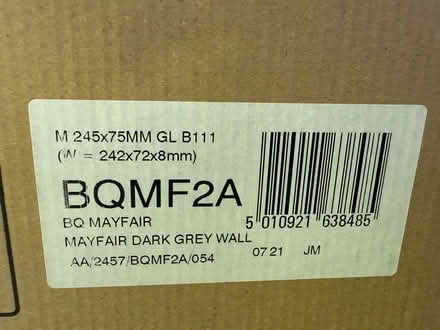 M 245x75MM GL B111
(W = 242x72x8mm)
BQMF2A
BQ MAYFAIR
MAYFAIR DARK GREY WALL
AA/2457/BQMF2A/054
5 010921 638485
07 21 JM